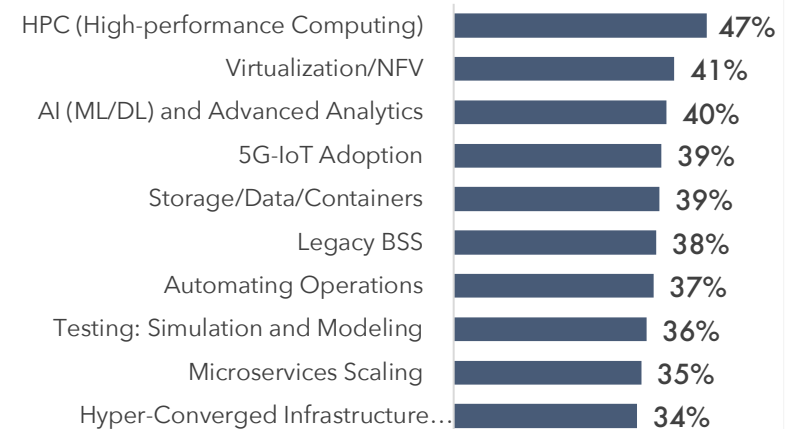 HPC (High-performance Computing) 47%
Virtualization/NFV 41%
AI (ML/DL) and Advanced Analytics 40%
5G-IoT Adoption 39%
Storage/Data/Containers 39%
Legacy BSS 38%
Automating Operations 37%
Testing: Simulation and Modeling 36%
Microservices Scaling 35%
Hyper-Converged Infrastructure… 34%